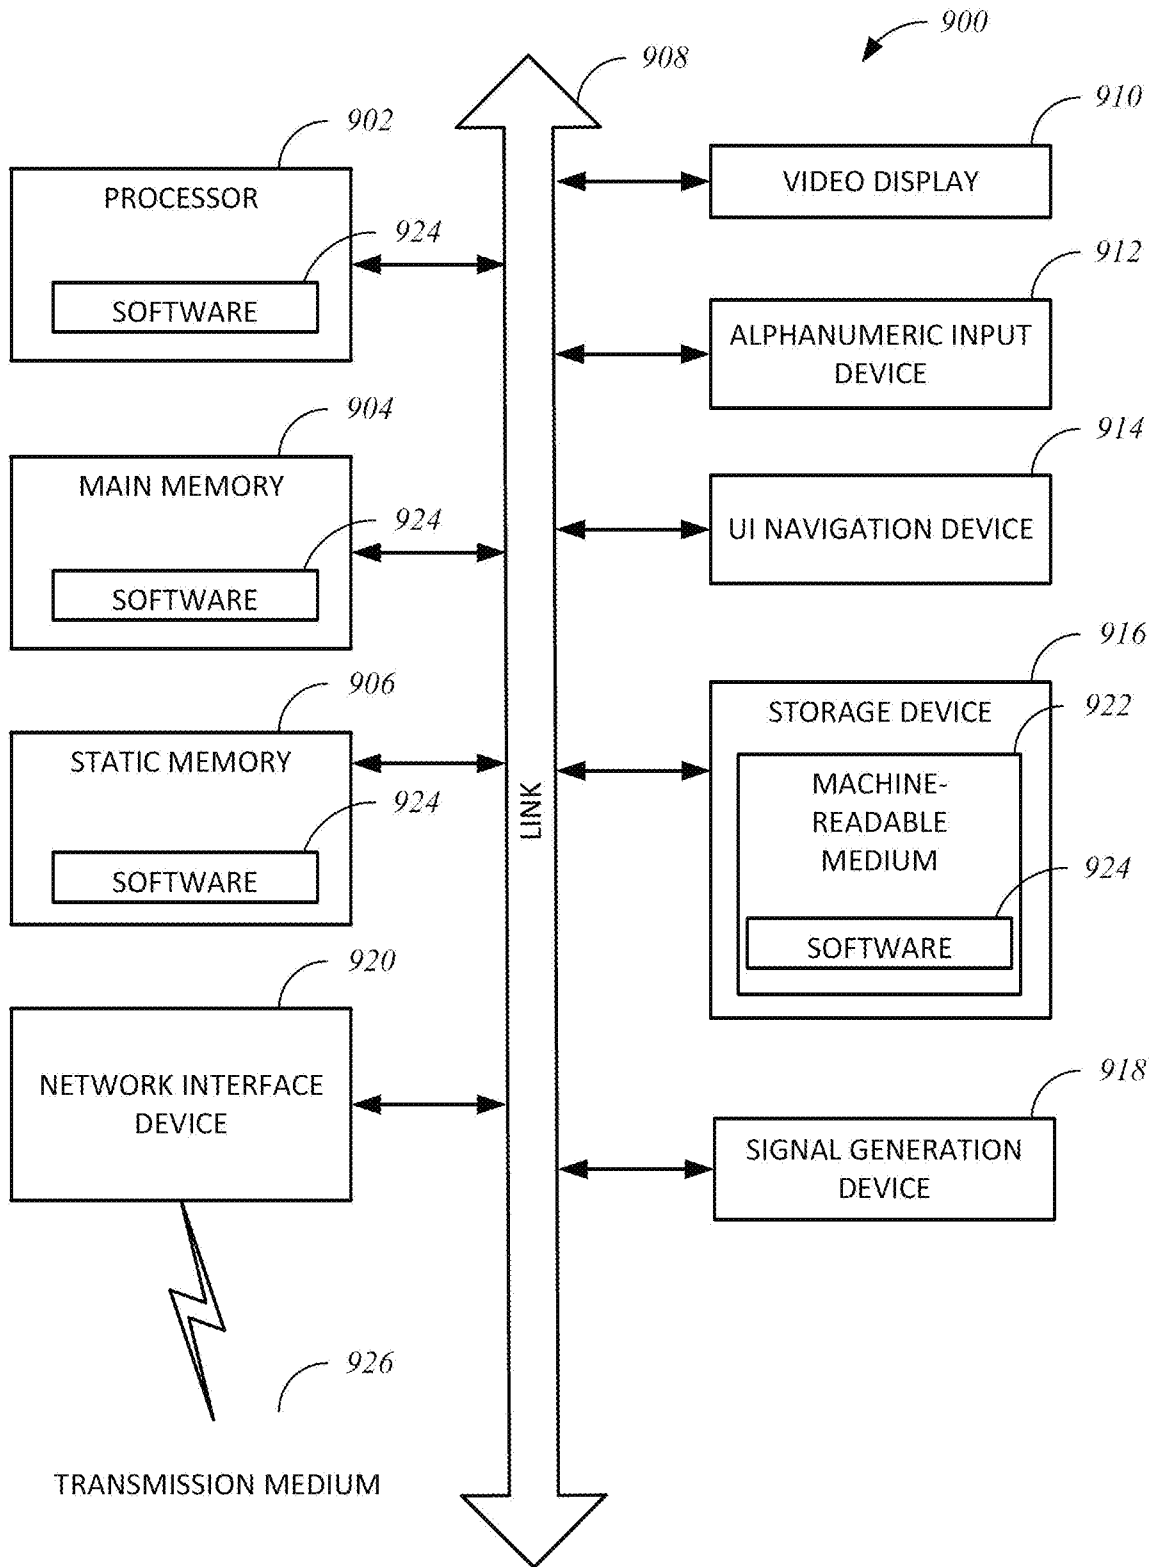 900
908
902
PROCESSOR
924
SOFTWARE
904
MAIN MEMORY
924
SOFTWARE
906
STATIC MEMORY
924
SOFTWARE
920
NETWORK INTERFACE
DEVICE
926
TRANSMISSION MEDIUM
LINK
910
VIDEO DISPLAY
912
ALPHANUMERIC INPUT
DEVICE
914
UI NAVIGATION DEVICE
916
STORAGE DEVICE
922
MACHINE-
READABLE
MEDIUM
924
SOFTWARE
918
SIGNAL GENERATION
DEVICE